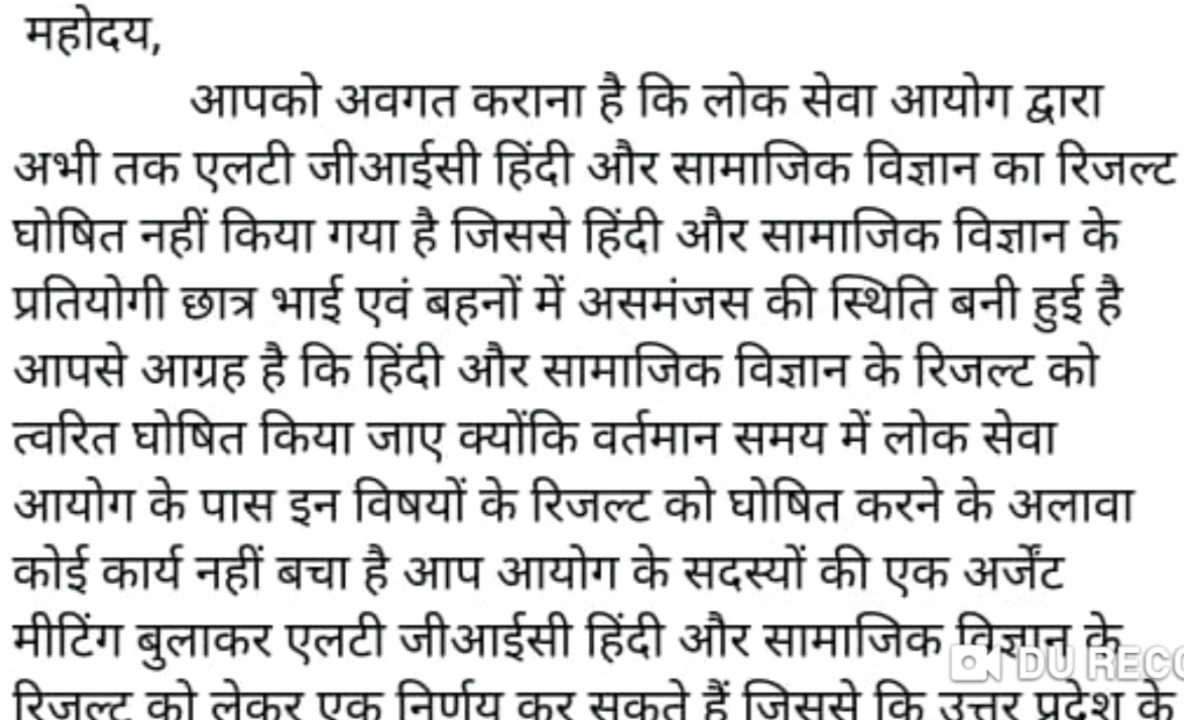 महोदय,
आपको अवगत कराना है कि लोक सेवा आयोग द्वारा
अभी तक एलटी जीआईसी हिंदी और सामाजिक विज्ञान का रिजल्ट
घोषित नहीं किया गया है जिससे हिंदी और सामाजिक विज्ञान के
प्रतियोगी छात्र भाई एवं बहनों में असमंजस की स्थिति बनी हुई है
आपसे आग्रह है कि हिंदी और सामाजिक विज्ञान के रिजल्ट को
त्वरित घोषित किया जाए क्योंकि वर्तमान समय में लोक सेवा
आयोग के पास इन विषयों के रिजल्ट को घोषित करने के अलावा
कोई कार्य नहीं बचा है आप आयोग के सदस्यों की एक अर्जेंट
मीटिंग बुलाकर एलटी जीआईसी हिंदी और सामाजिक विज्ञान के
DU REC
रिजल्ट को लेकर एक निर्णय कर सकते हैं जिससे कि उत्तर प्रदेश के